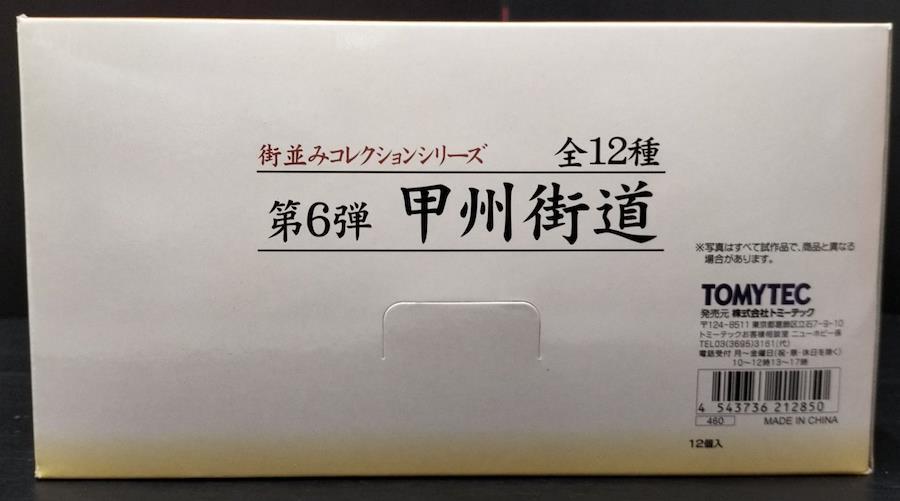 街並みコレクションシリーズ 全12種
第6弾 甲州街道
※写真はすべて試作品で、商品と異なる
場合があります。
TOMYTEC
発売元 株式会社トミーテック
〒124-8511 東京都葛飾区立石7-9-10
トミーテックお客様相談室 ニューホビー係
TEL03(3695)3161(代)
電話受付 月〜金曜日(祝・祭・休日を除く)
10〜12時13〜17時
4 543736 212850
460 MADE IN CHINA
12個入